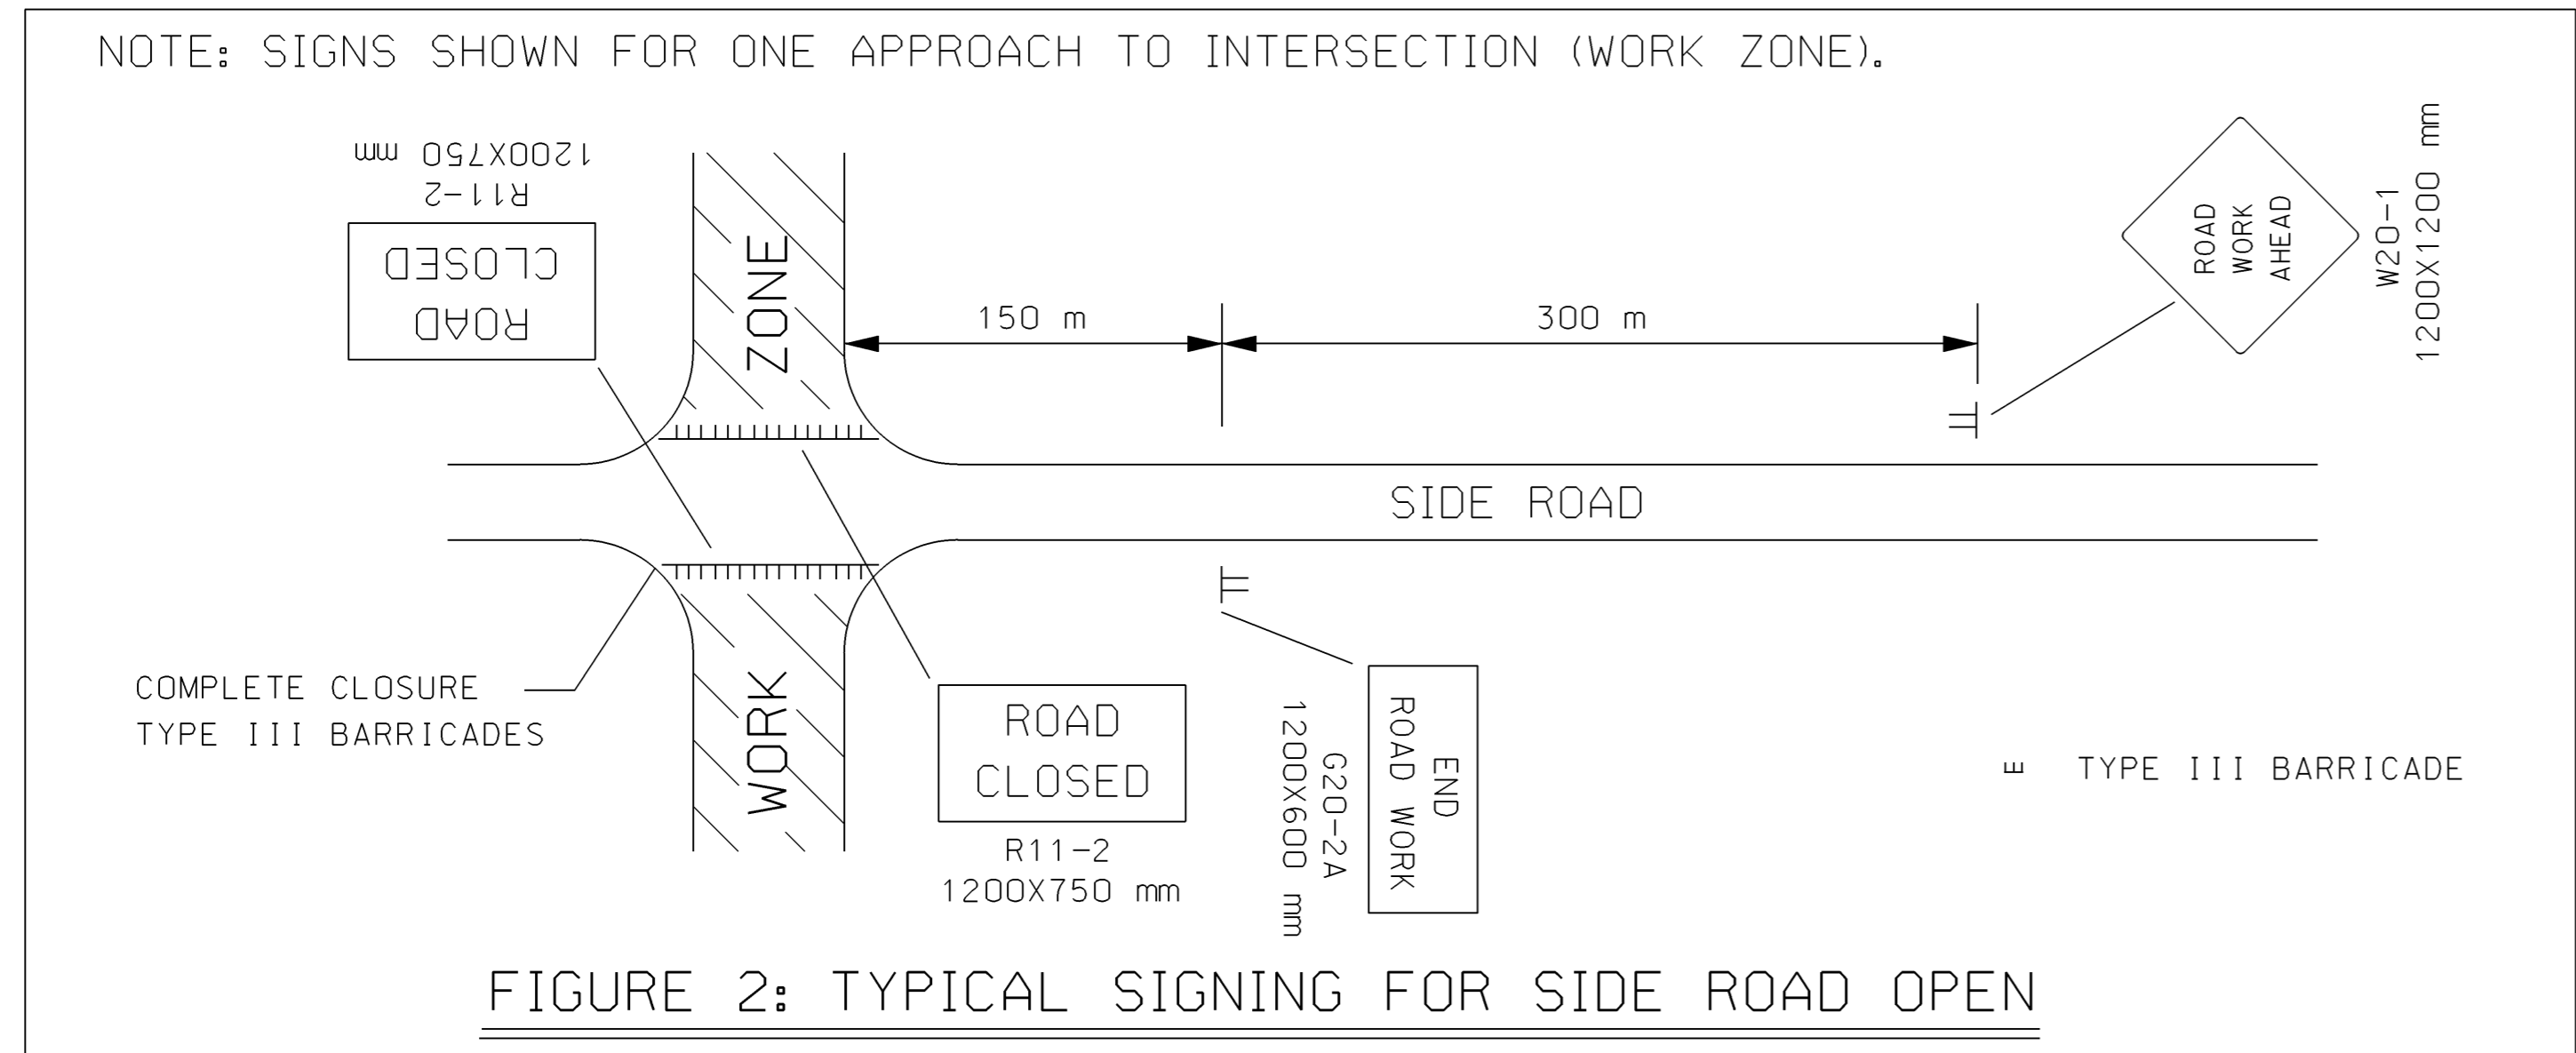 NOTE: SIGNS SHOWN FOR ONE APPROACH TO INTERSECTION (WORK ZONE).
R11-2
1200X750 mm
ROAD
CLOSED
ZONE
150 m
300 m
ROAD
WORK
AHEAD
W20-1
1200X1200 mm
SIDE ROAD
COMPLETE CLOSURE
TYPE III BARRICADES
WORK
ROAD
CLOSED
R11-2
1200X750 mm
END
ROAD WORK
G20-2A
1200X600 mm
TYPE III BARRICADE
FIGURE 2: TYPICAL SIGNING FOR SIDE ROAD OPEN